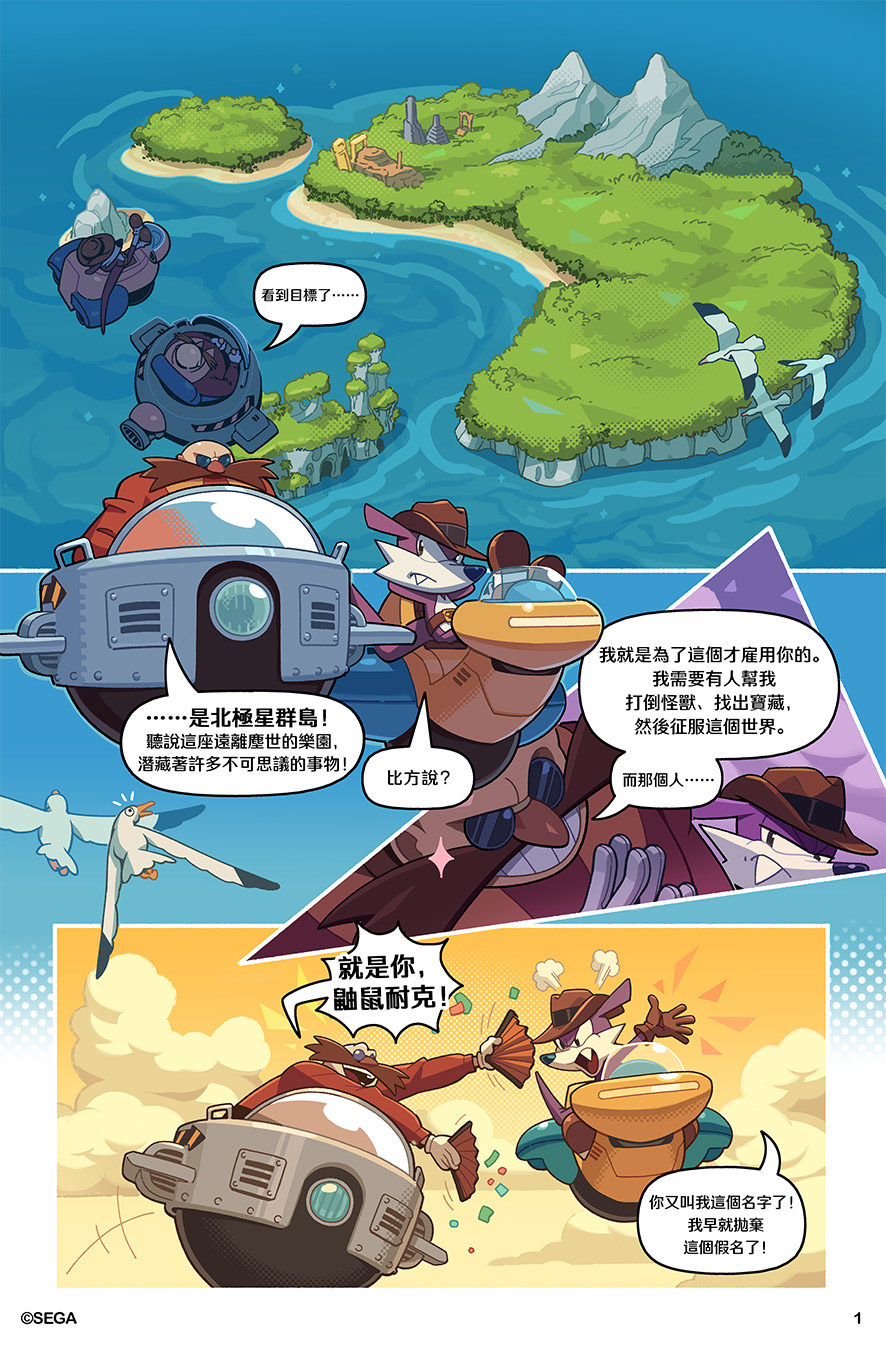 看到目標了……
……是北極星群島！
聽說這座遠離塵世的樂園，
潛藏著許多不可思議的事物！
比方說？
我就是為了這個才雇用你的。
我需要有人幫我
打倒怪獸、找出寶藏，
然後征服這個世界。
而那個人……
就是你，
鼬鼠耐克！
你又叫我這個名字了！
我早就拋棄
這個假名了！
©SEGA
1